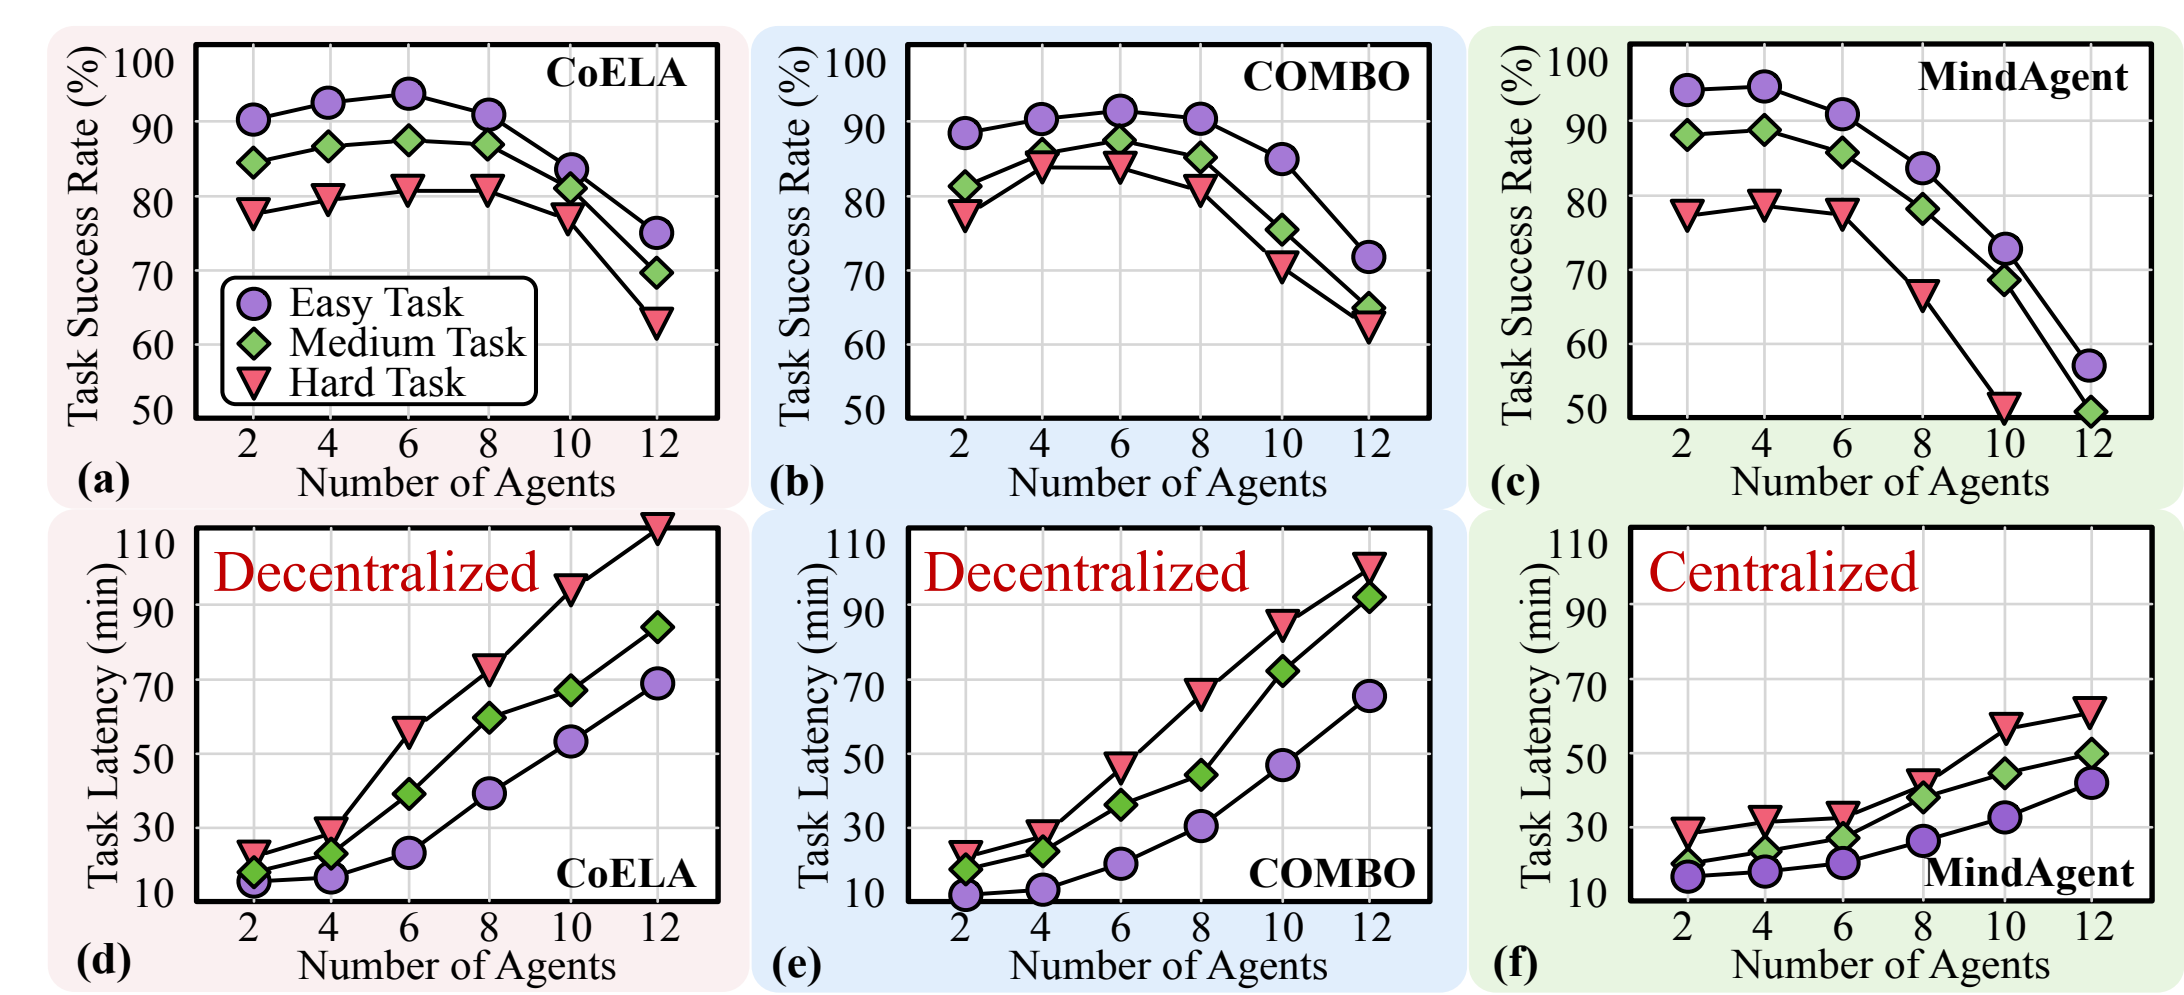 Task Success Rate (%)
100
90
80
70
60
50
CoELA
Easy Task
Medium Task
Hard Task
2 4 6 8 10 12
(a) Number of Agents
Task Success Rate (%)
100
90
80
70
60
50
COMBO
2 4 6 8 10 12
(b) Number of Agents
Task Success Rate (%)
100
90
80
70
60
50
MindAgent
2 4 6 8 10 12
(c) Number of Agents
Task Latency (min)
110
90
70
50
30
10
Decentralized
CoELA
2 4 6 8 10 12
(d) Number of Agents
Task Latency (min)
110
90
70
50
30
10
Decentralized
COMBO
2 4 6 8 10 12
(e) Number of Agents
Task Latency (min)
110
90
70
50
30
10
Centralized
MindAgent
2 4 6 8 10 12
(f) Number of Agents